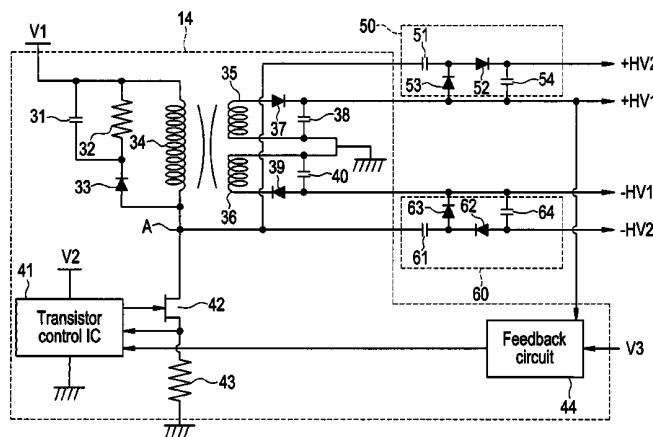 V1
14
50
51
+HV2
53
52
54
35
+HV1
31
32
34
37
38
33
39
40
36
-HV1
63
62
64
A
-HV2
61
60
V2
41
42
Transistor
control IC
43
Feedback
circuit
V3
44